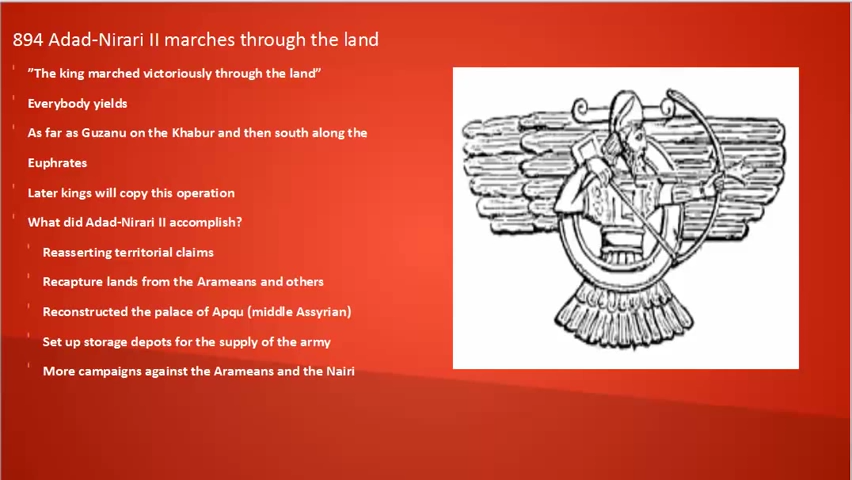 894 Adad-Nirari II marches through the land
”The king marched victoriously through the land”
Everybody yields
As far as Guzanu on the Khabur and then south along the
Euphrates
Later kings will copy this operation
What did Adad-Nirari II accomplish?
Reasserting territorial claims
Recapture lands from the Arameans and others
Reconstructed the palace of Apqu (middle Assyrian)
Set up storage depots for the supply of the army
More campaigns against the Arameans and the Nairi